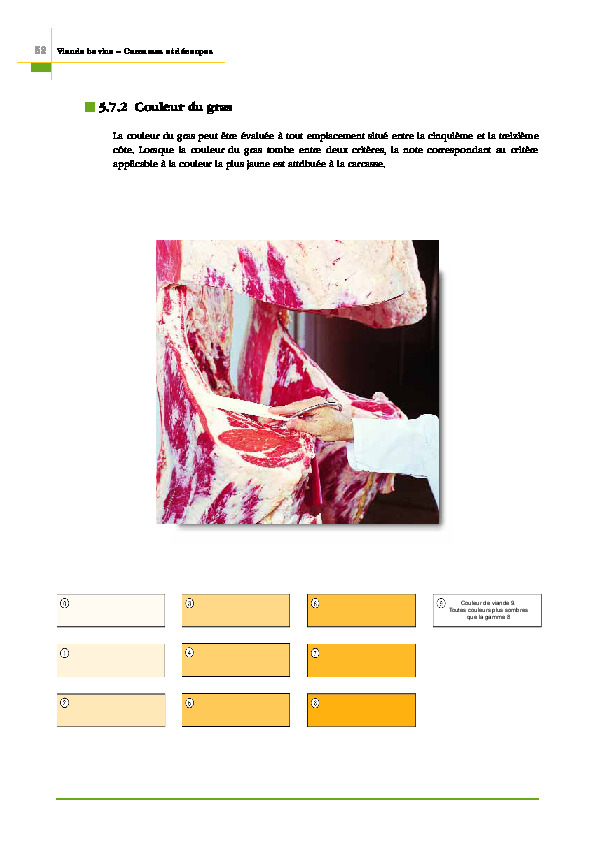 52 Viande bovine – Carcasses et découpes
3.7.2 Couleur du gras
La couleur du gras peut être évaluée à tout emplacement situé entre la cinquième et la treizième
côte. Lorsque la couleur du gras tombe entre deux critères, la note correspondant au critère
applicable à la couleur la plus jaune est attribuée à la carcasse.
0
3
6
Couleur de viande 9.
Toutes couleurs plus sombres
que la gamme 8
1
4
7
2
5
8